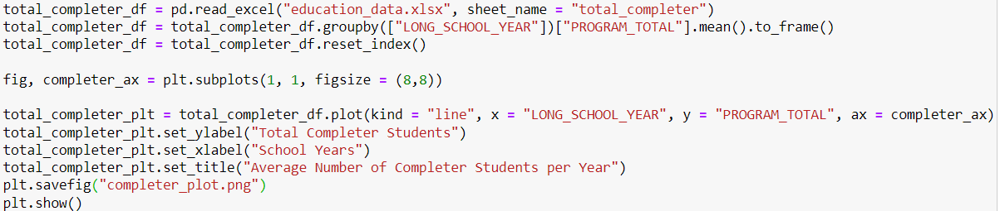 total_completer_df = pd.read_excel("education_data.xlsx", sheet_name = "total_completer")
total_completer_df = total_completer_df.groupby(["LONG_SCHOOL_YEAR"])["PROGRAM_TOTAL"].mean().to_frame()
total_completer_df = total_completer_df.reset_index()

fig, completer_ax = plt.subplots(1, 1, figsize = (8,8))

total_completer_plt = total_completer_df.plot(kind = "line", x = "LONG_SCHOOL_YEAR", y = "PROGRAM_TOTAL", ax = completer_ax)
total_completer_plt.set_ylabel("Total Completer Students")
total_completer_plt.set_xlabel("School Years")
total_completer_plt.set_title("Average Number of Completer Students per Year")
plt.savefig("completer_plot.png")
plt.show()